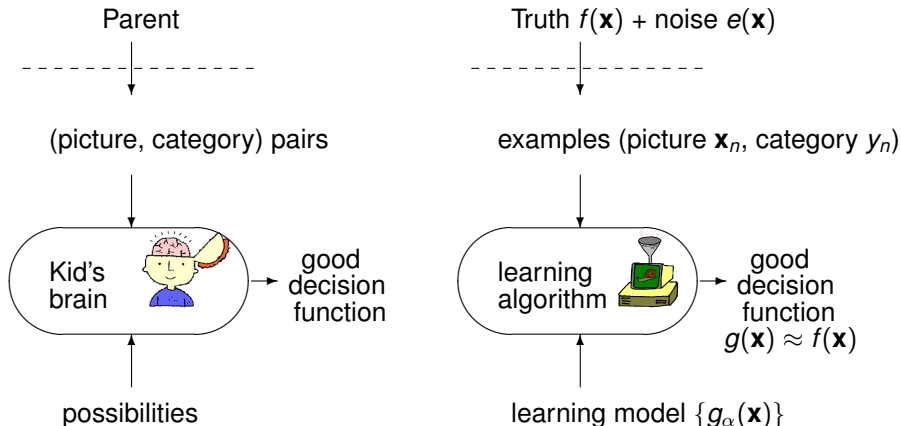 Parent
(picture, category) pairs
Kid's
brain
good
decision
function
possibilities
Truth f(x) + noise e(x)
examples (picture xₙ, category yₙ)
learning
algorithm
good
decision
function
g(x) ≈ f(x)
learning model {gα(x)}